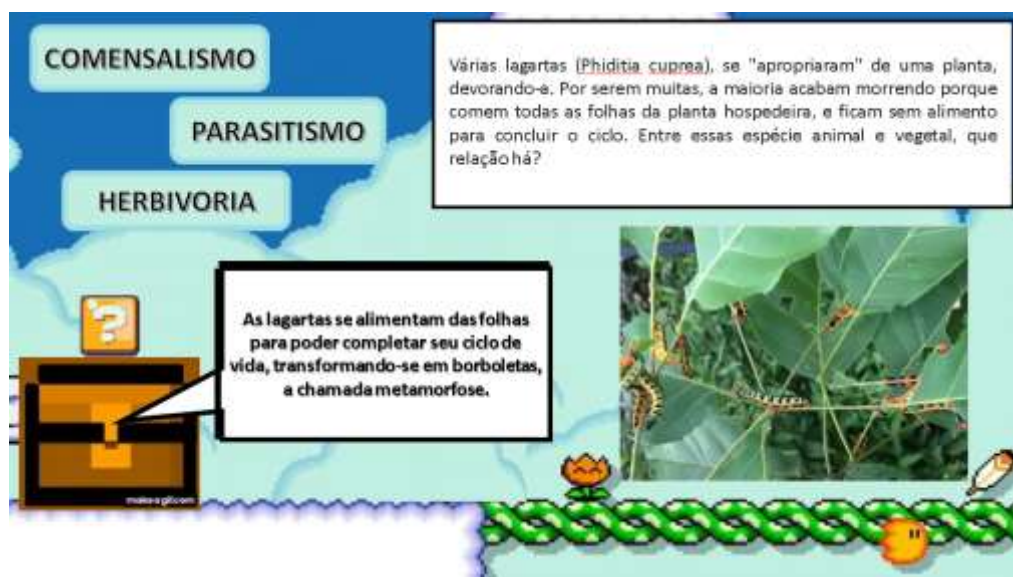 COMENSALISMO
PARASITISMO
HERBIVORIA
Várias lagartas (Phiditia cuprea), se "apropriaram" de uma planta,
devorando-a. Por serem muitas, a maioria acabam morrendo porque
comem todas as folhas da planta hospedeira, e ficam sem alimento
para concluir o ciclo. Entre essas espécie animal e vegetal, que
relação há?
?
As lagartas se alimentam das folhas
para poder completar seu ciclo de
vida, transformando-se em borboletas,
a chamada metamorfose.
makeagif.com